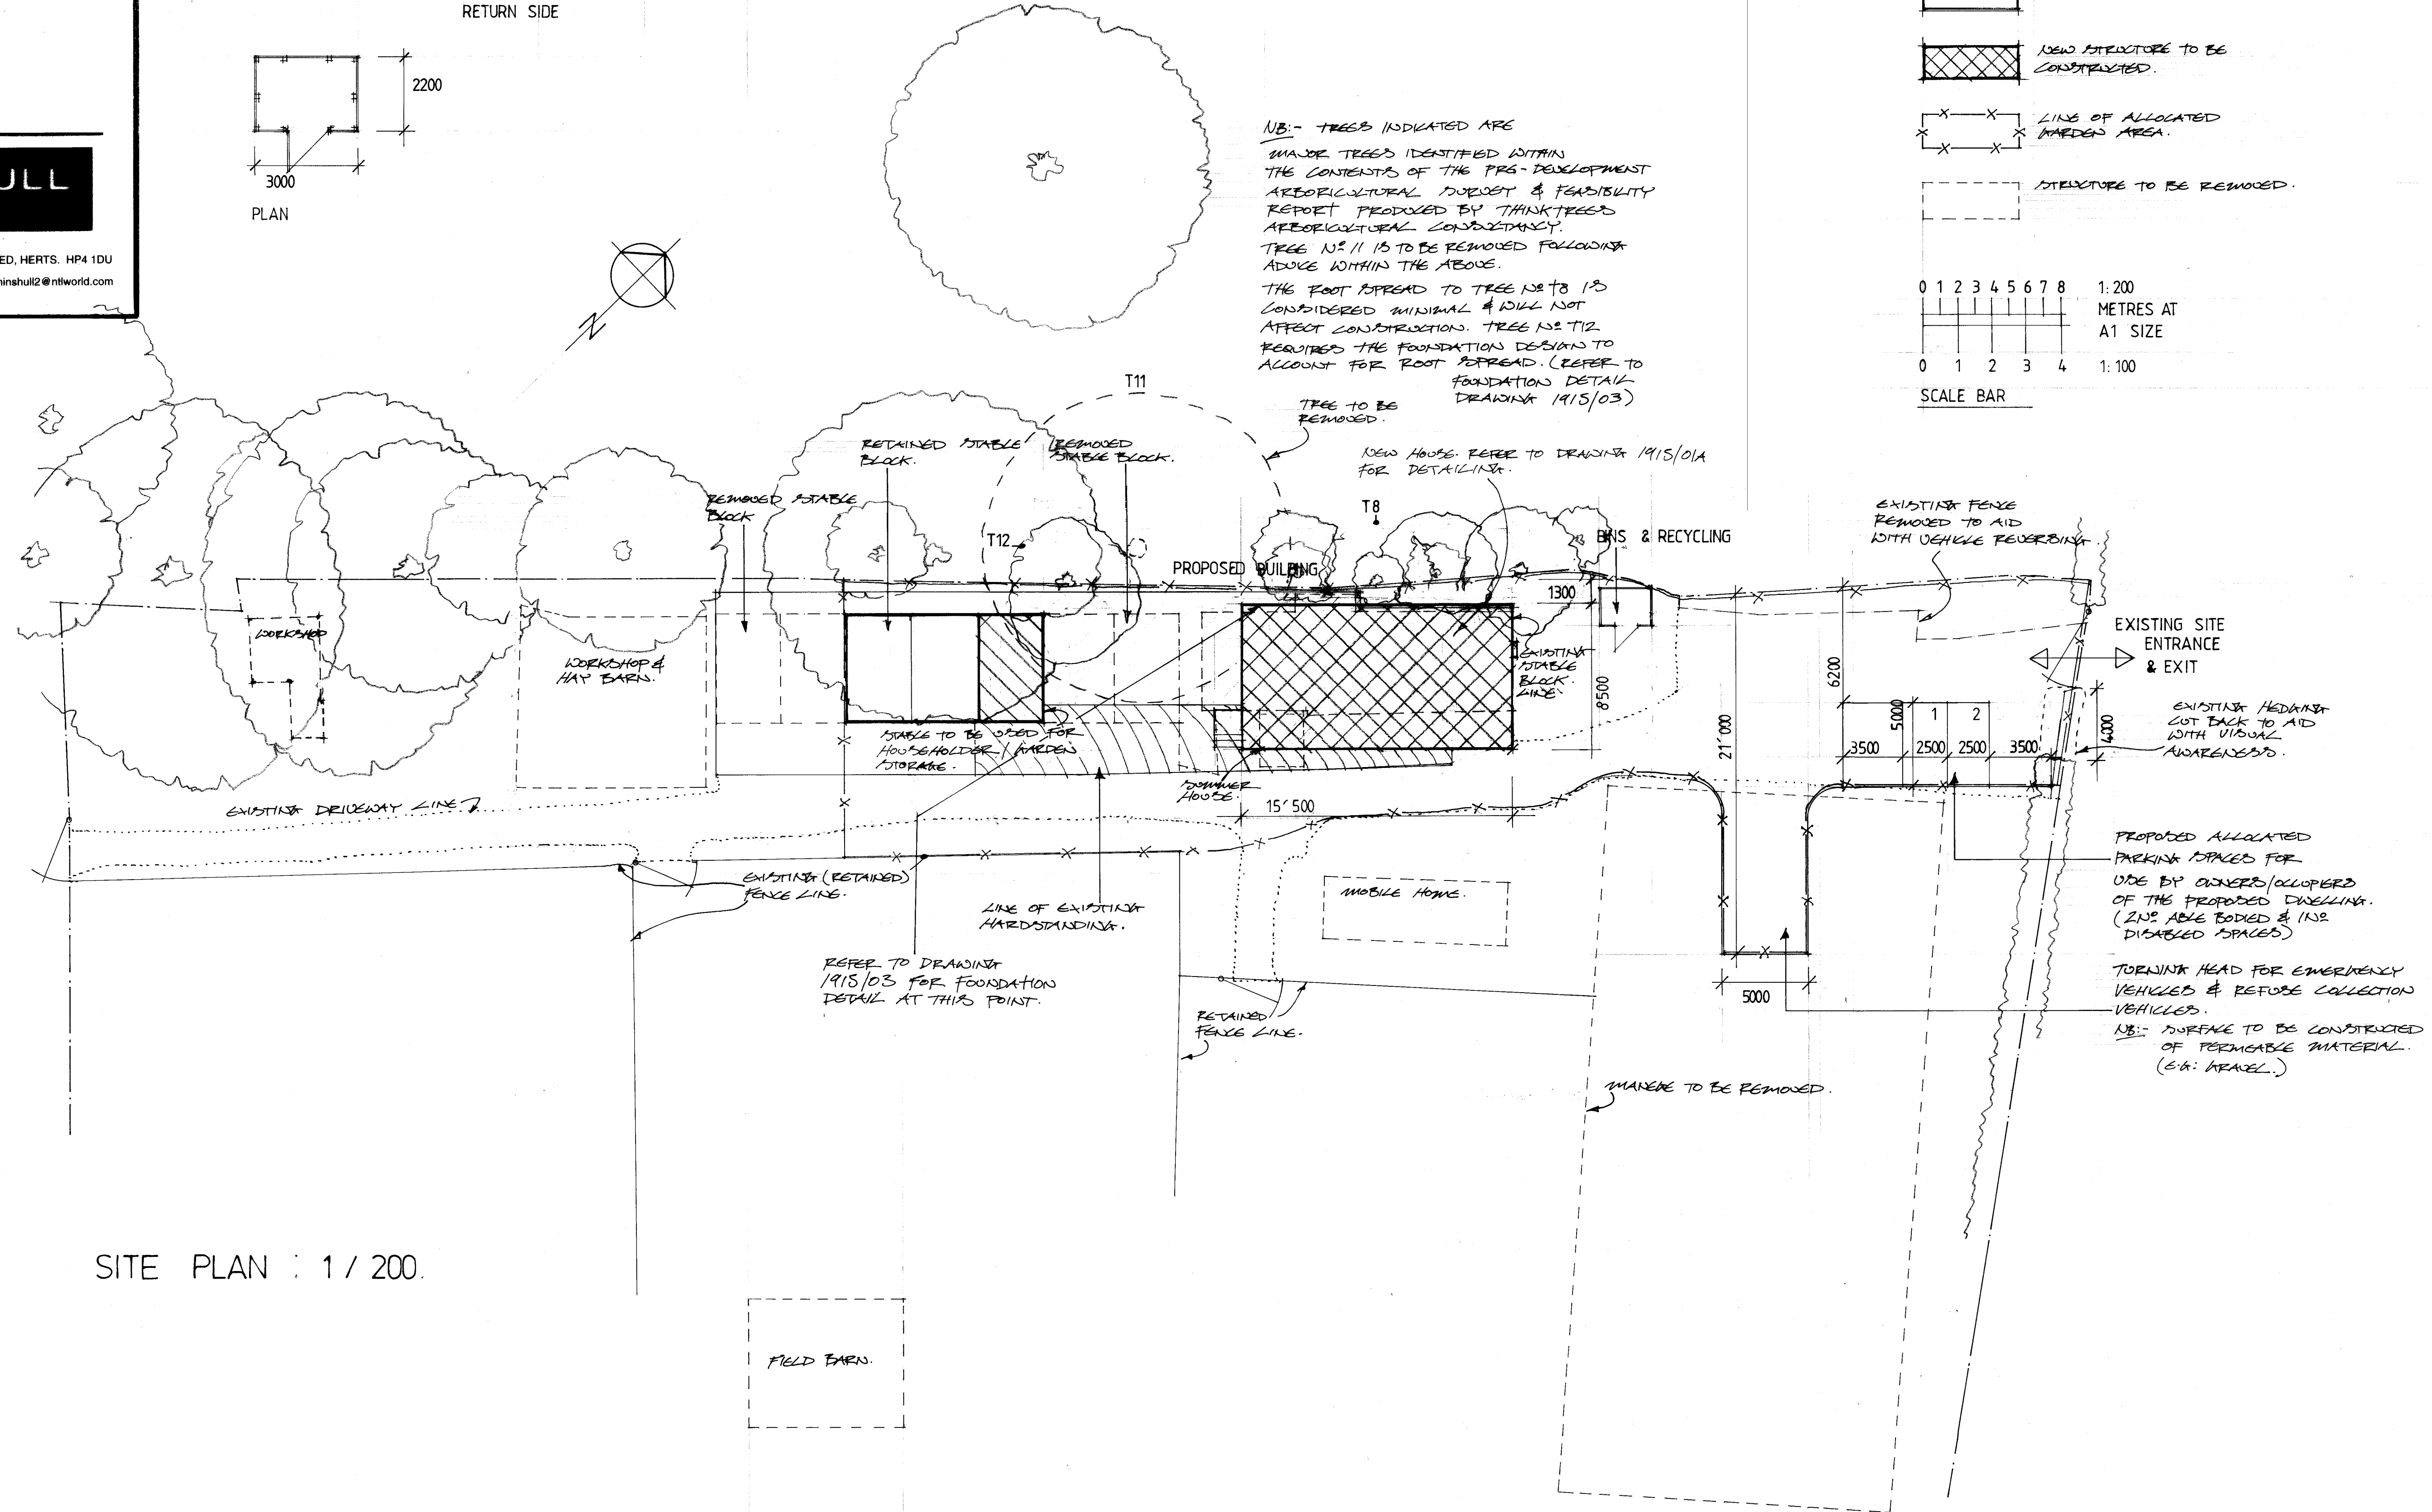 RETURN SIDE
2200
3000
PLAN
ULL
ED, HERTS. HP4 1DU
minshull2@ntlworld.com
N
NB:- TREES INDICATED ARE
MAJOR TREES IDENTIFIED WITHIN
THE CONTENTS OF THE PRE-DEVELOPMENT
ARBORICULTURAL SURVEY & FEASIBILITY
REPORT PRODUCED BY THINKTREES
ARBORICULTURAL CONSULTANCY.
TREE Nº 11 IS TO BE REMOVED FOLLOWING
ADVICE WITHIN THE ABOVE.
THE ROOT SPREAD TO TREE Nº T8 IS
CONSIDERED MINIMAL & WILL NOT
AFFECT CONSTRUCTION. TREE Nº T12
REQUIRES THE FOUNDATION DESIGN TO
ACCOUNT FOR ROOT SPREAD. (REFER TO
FOUNDATION DETAIL
DRAWING 1915/03)
NEW STRUCTURE TO BE
CONSTRUCTED.
LINE OF ALLOCATED
GARDEN AREA.
STRUCTURE TO BE REMOVED.
0 1 2 3 4 5 6 7 8 1:200
METRES AT
A1 SIZE
0 1 2 3 4 1:100
SCALE BAR
T11
TREE TO BE
REMOVED.
RETAINED STABLE
BLOCK.
REMOVED
STABLE BLOCK.
NEW HOUSE. REFER TO DRAWING 1915/01A
FOR DETAILING.
REMOVED STABLE
BLOCK
T12
T8
BINS & RECYCLING
PROPOSED BUILDING
EXISTING FENCE
REMOVED TO AID
WITH VEHICLE REVERSING.
1300
WORKSHOP
WORKSHOP &
HAY BARN.
EXISTING
STABLE
BLOCK
LINE.
8500
21'000
6200
5000
1 2
3500 2500 2500 3500
4000
EXISTING SITE
ENTRANCE
& EXIT
EXISTING HEDGING
CUT BACK TO AID
WITH VISUAL
AWARENESS.
STABLE TO BE USED FOR
HOUSEHOLDER / GARDEN
STORAGE.
SUMMER
HOUSE.
15'500
EXISTING DRIVEWAY LINE
EXISTING (RETAINED)
FENCE LINE.
LINE OF EXISTING
HARDSTANDING.
MOBILE HOME.
PROPOSED ALLOCATED
PARKING SPACES FOR
USE BY OWNERS/OCCUPIERS
OF THE PROPOSED DWELLING.
(2Nº ABLE BODIED & 1Nº
DISABLED SPACES)
REFER TO DRAWING
1915/03 FOR FOUNDATION
DETAIL AT THIS POINT.
RETAINED
FENCE LINE.
5000
TURNING HEAD FOR EMERGENCY
VEHICLES & REFUSE COLLECTION
VEHICLES.
NB:- SURFACE TO BE CONSTRUCTED
OF PERMEABLE MATERIAL.
(E.G: GRAVEL.)
MANEGE TO BE REMOVED.
SITE PLAN : 1 / 200.
FIELD BARN.